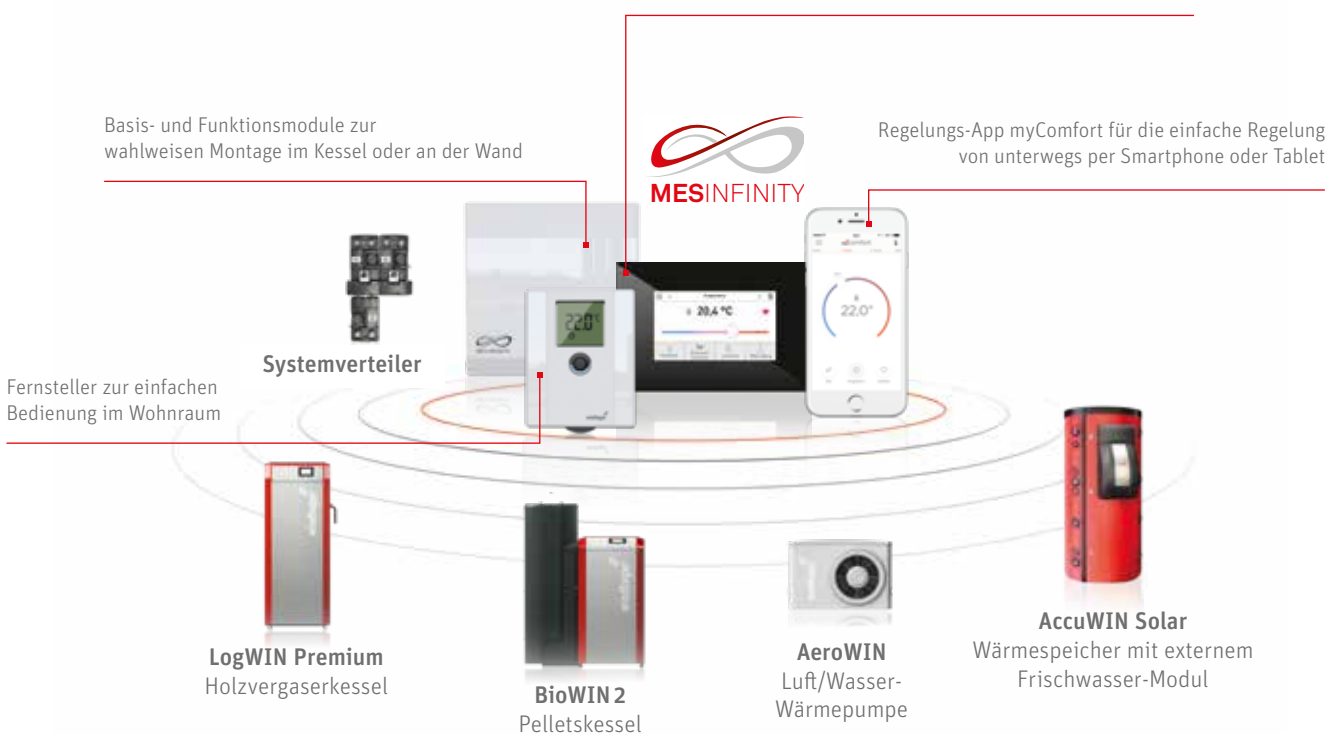 Basis- und Funktionsmodule zur
wahlweisen Montage im Kessel oder an der Wand
MESINFINITY
Regelungs-App myComfort für die einfache Regelung
von unterwegs per Smartphone oder Tablet
Systemverteiler
22.0°
20,4 °C
22,0°
Fernsteller zur einfachen
Bedienung im Wohnraum
LogWIN Premium
Holzvergaserkessel
BioWIN 2
Pelletskessel
AeroWIN
Luft/Wasser-
Wärmepumpe
AccuWIN Solar
Wärmespeicher mit externem
Frischwasser-Modul